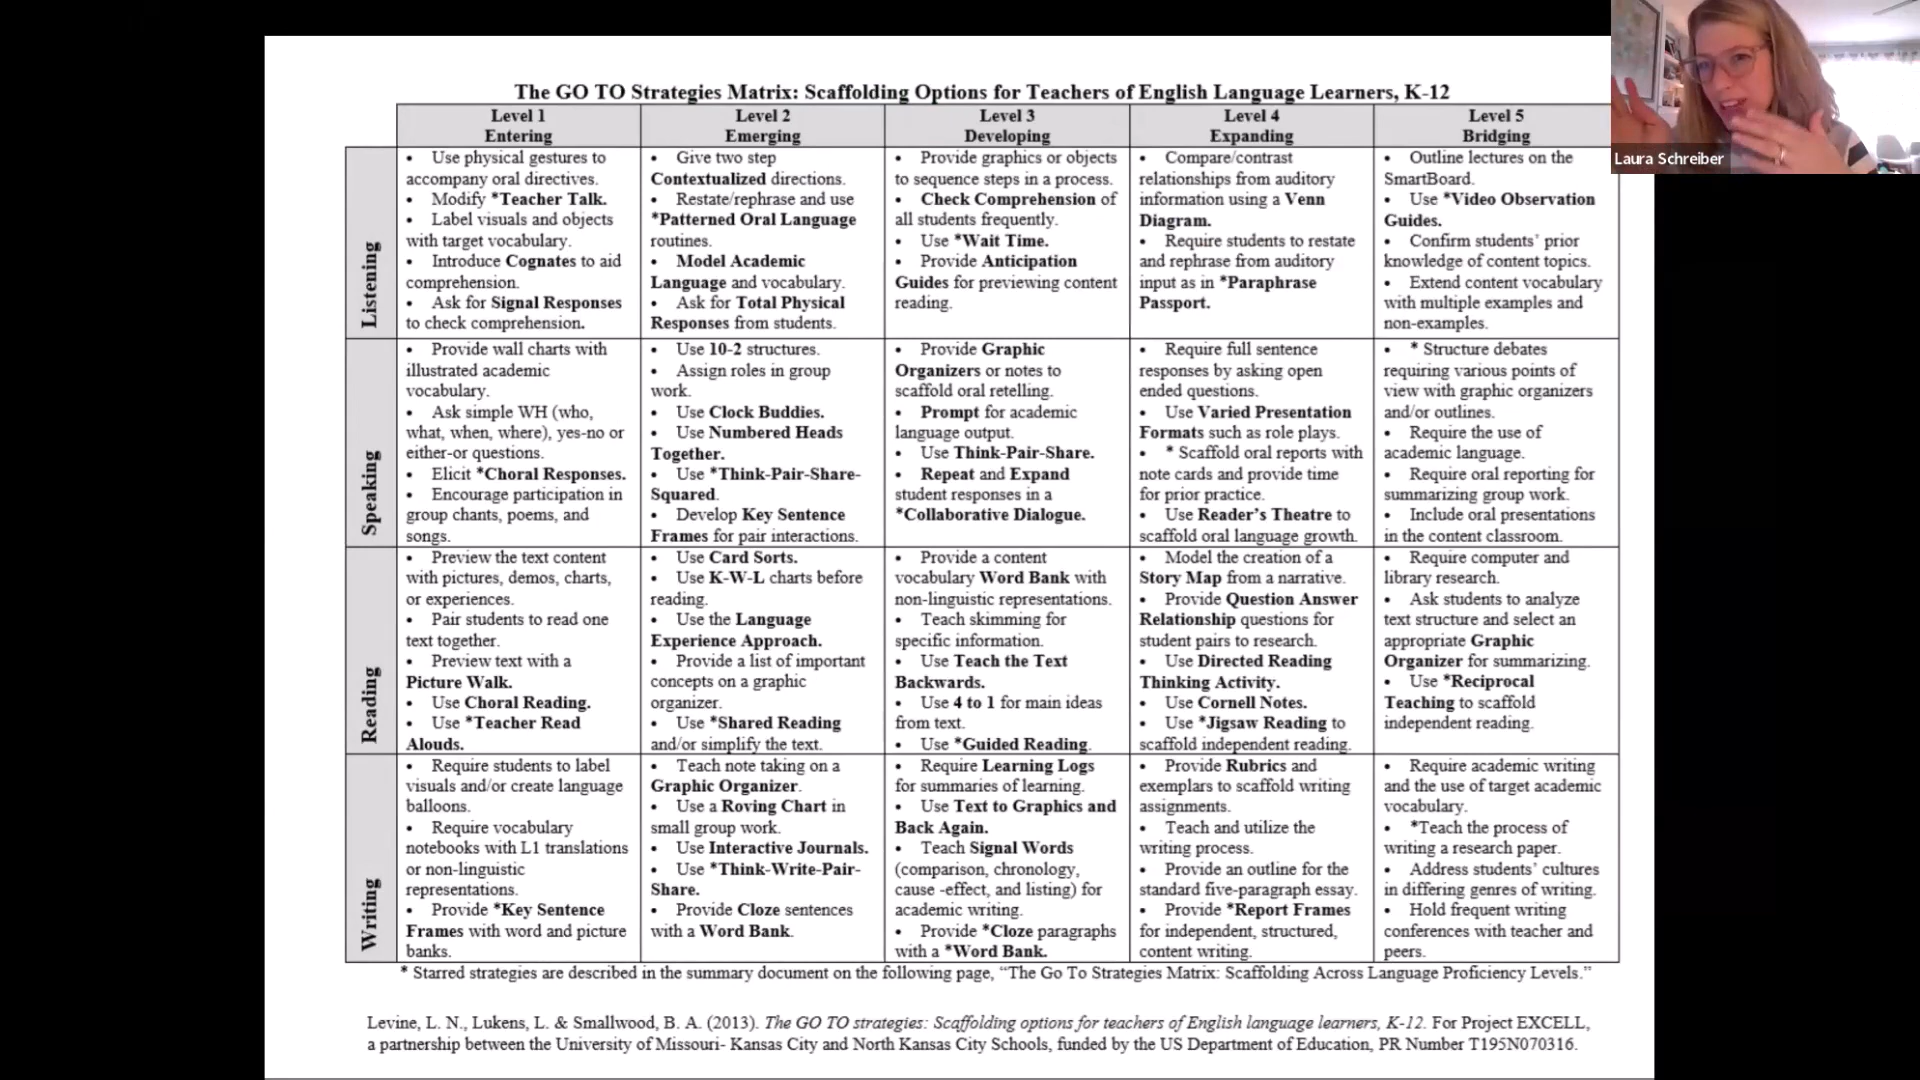 The GO TO Strategies Matrix: Scaffolding Options for Teachers of English Language Learners, K-12
Level 1
Entering
Level 2
Emerging
Level 3
Developing
Level 4
Expanding
Level 5
Bridging
Laura Schreiber
Listening
• Use physical gestures to
accompany oral directives.
• Modify *Teacher Talk.
• Label visuals and objects
with target vocabulary.
• Introduce Cognates to aid
comprehension.
• Ask for Signal Responses
to check comprehension.
• Give two step
Contextualized directions.
• Restate/rephrase and use
*Patterned Oral Language
routines.
• Model Academic
Language and vocabulary.
• Ask for Total Physical
Responses from students.
• Provide graphics or objects
to sequence steps in a process.
• Check Comprehension of
all students frequently.
• Use *Wait Time.
• Provide Anticipation
Guides for previewing content
reading.
• Compare/contrast
relationships from auditory
information using a Venn
Diagram.
• Require students to restate
and rephrase from auditory
input as in *Paraphrase
Passport.
• Outline lectures on the
SmartBoard.
• Use *Video Observation
Guides.
• Confirm students' prior
knowledge of content topics.
• Extend content vocabulary
with multiple examples and
non-examples.
Speaking
• Provide wall charts with
illustrated academic
vocabulary.
• Ask simple WH (who,
what, when, where), yes-no or
either-or questions.
• Elicit *Choral Responses.
• Encourage participation in
group chants, poems, and
songs.
• Use 10-2 structures.
• Assign roles in group
work.
• Use Clock Buddies.
• Use Numbered Heads
Together.
• Use *Think-Pair-Share-
Squared.
• Develop Key Sentence
Frames for pair interactions.
• Provide Graphic
Organizers or notes to
scaffold oral retelling.
• Prompt for academic
language output.
• Use Think-Pair-Share.
• Repeat and Expand
student responses in a
*Collaborative Dialogue.
• Require full sentence
responses by asking open
ended questions.
• Use Varied Presentation
Formats such as role plays.
• * Scaffold oral reports with
note cards and provide time
for prior practice.
• Use Reader's Theatre to
scaffold oral language growth.
• * Structure debates
requiring various points of
view with graphic organizers
and/or outlines.
• Require the use of
academic language.
• Require oral reporting for
summarizing group work.
• Include oral presentations
in the content classroom.
Reading
• Preview the text content
with pictures, demos, charts,
or experiences.
• Pair students to read one
text together.
• Preview text with a
Picture Walk.
• Use Choral Reading.
• Use *Teacher Read
Alouds.
• Use Card Sorts.
• Use K-W-L charts before
reading.
• Use the Language
Experience Approach.
• Provide a list of important
concepts on a graphic
organizer.
• Use *Shared Reading
and/or simplify the text.
• Provide a content
vocabulary Word Bank with
non-linguistic representations.
• Teach skimming for
specific information.
• Use Teach the Text
Backwards.
• Use 4 to 1 for main ideas
from text.
• Use *Guided Reading.
• Model the creation of a
Story Map from a narrative.
• Provide Question Answer
Relationship questions for
student pairs to research.
• Use Directed Reading
Thinking Activity.
• Use Cornell Notes.
• Use *Jigsaw Reading to
scaffold independent reading.
• Require computer and
library research.
• Ask students to analyze
text structure and select an
appropriate Graphic
Organizer for summarizing.
• Use *Reciprocal
Teaching to scaffold
independent reading.
Writing
• Require students to label
visuals and/or create language
balloons.
• Require vocabulary
notebooks with L1 translations
or non-linguistic
representations.
• Provide *Key Sentence
Frames with word and picture
banks.
• Teach note taking on a
Graphic Organizer.
• Use a Roving Chart in
small group work.
• Use Interactive Journals.
• Use *Think-Write-Pair-
Share.
• Provide Cloze sentences
with a Word Bank.
• Require Learning Logs
for summaries of learning.
• Use Text to Graphics and
Back Again.
• Teach Signal Words
(comparison, chronology,
cause -effect, and listing) for
academic writing.
• Provide *Cloze paragraphs
with a *Word Bank.
• Provide Rubrics and
exemplars to scaffold writing
assignments.
• Teach and utilize the
writing process.
• Provide an outline for the
standard five-paragraph essay.
• Provide *Report Frames
for independent, structured,
content writing.
• Require academic writing
and the use of target academic
vocabulary.
• *Teach the process of
writing a research paper.
• Address students' cultures
in differing genres of writing.
• Hold frequent writing
conferences with teacher and
peers.
* Starred strategies are described in the summary document on the following page, "The Go To Strategies Matrix: Scaffolding Across Language Proficiency Levels."
Levine, L. N., Lukens, L. & Smallwood, B. A. (2013). The GO TO strategies: Scaffolding options for teachers of English language learners, K-12. For Project EXCELL,
a partnership between the University of Missouri- Kansas City and North Kansas City Schools, funded by the US Department of Education, PR Number T195N070316.